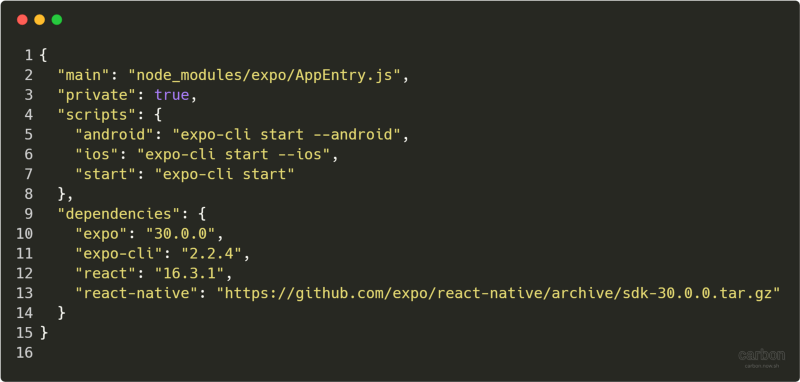 1 {
2   "main": "node_modules/expo/AppEntry.js",
3   "private": true,
4   "scripts": {
5     "android": "expo-cli start --android",
6     "ios": "expo-cli start --ios",
7     "start": "expo-cli start"
8   },
9   "dependencies": {
10     "expo": "30.0.0",
11     "expo-cli": "2.2.4",
12     "react": "16.3.1",
13     "react-native": "https://github.com/expo/react-native/archive/sdk-30.0.0.tar.gz"
14   }
15 }
16
carbon
carbon.now.sh